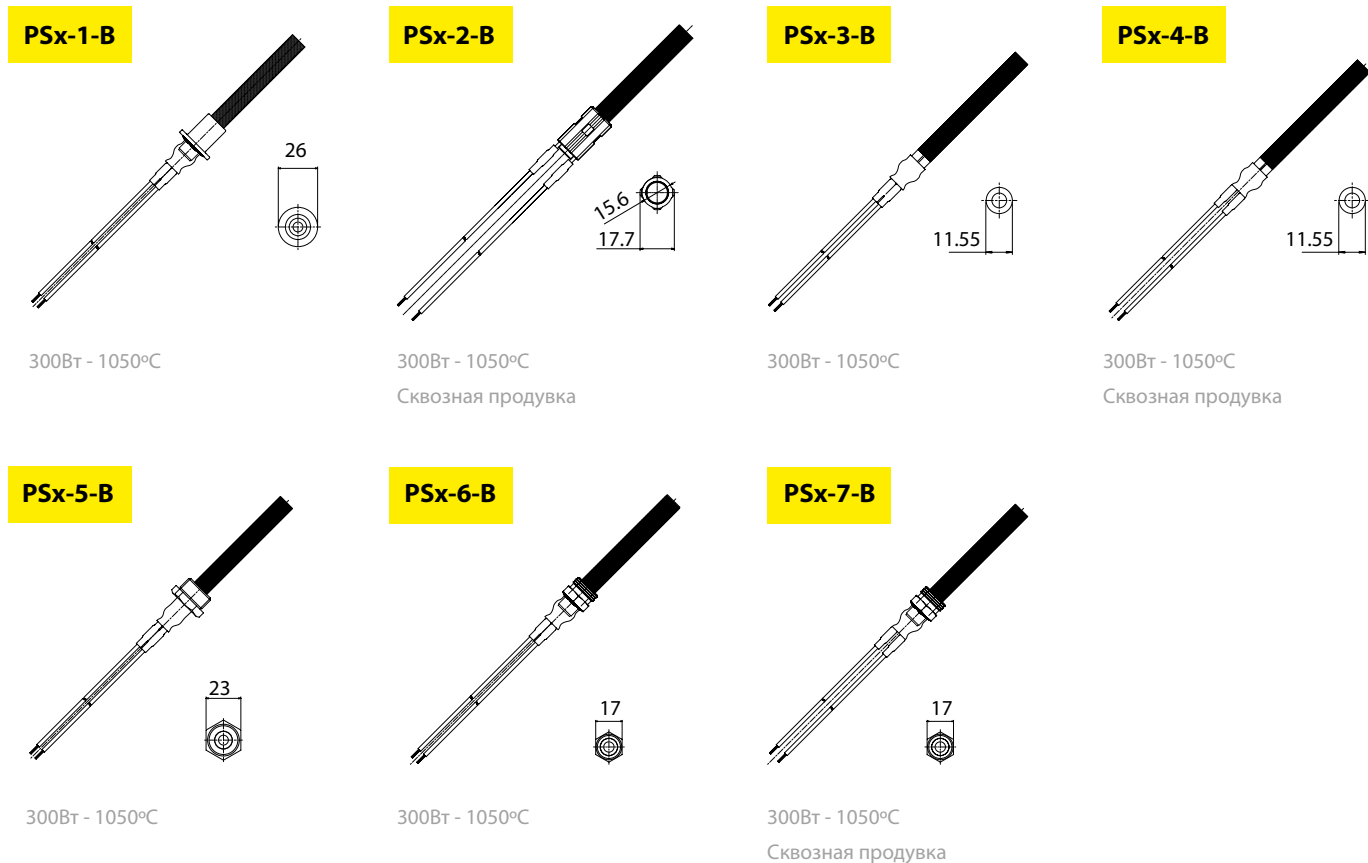 PSx-1-B
PSx-2-B
PSx-3-B
PSx-4-B
26
15.6
17.7
11.55
11.55
300Вт - 1050ºC
300Вт - 1050ºC
Сквозная продувка
300Вт - 1050ºC
300Вт - 1050ºC
Сквозная продувка
PSx-5-B
PSx-6-B
PSx-7-B
23
17
17
300Вт - 1050ºC
300Вт - 1050ºC
300Вт - 1050ºC
Сквозная продувка